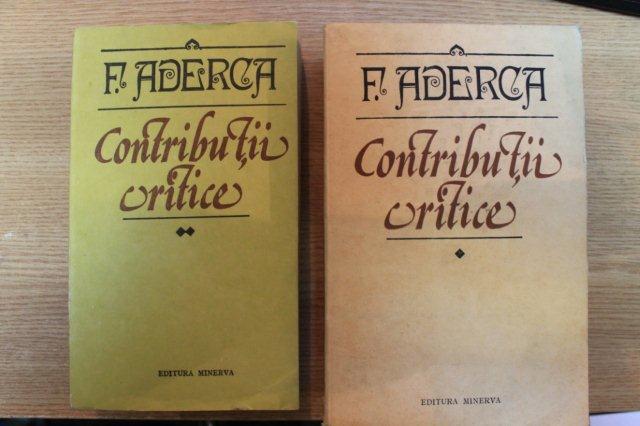 F. ADERCA
Contribuții
critice
EDITURA MINERVA
F. ADERCA
Contribuții
critice
EDITURA MINERVA